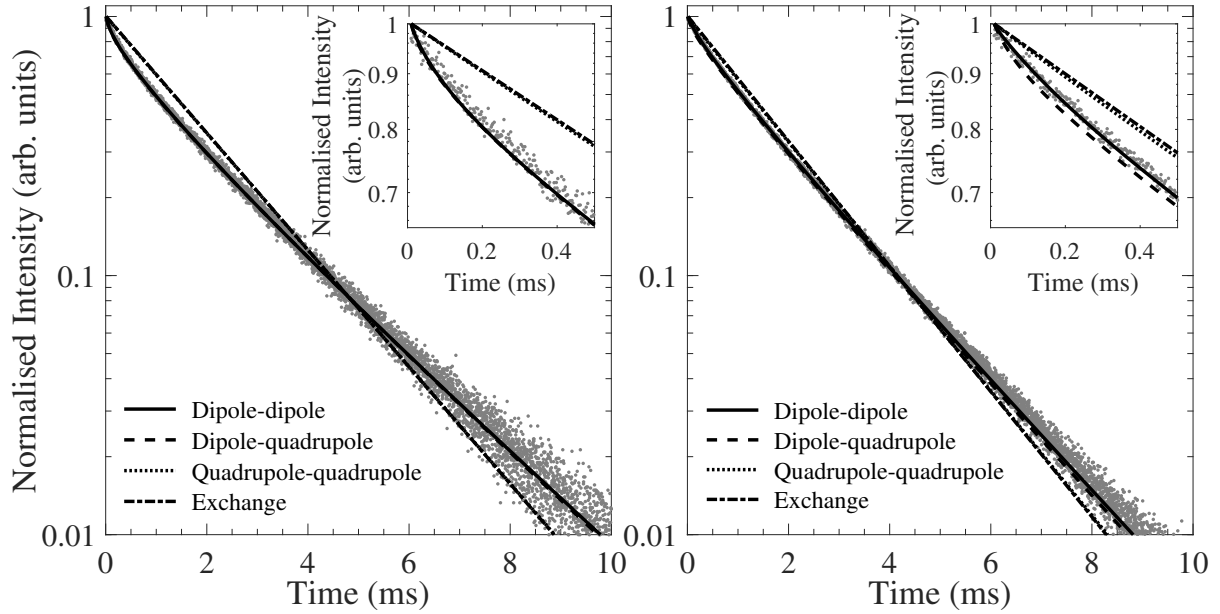 Normalised Intensity (arb. units)
1
0.1
0.01
0 2 4 6 8 10
Time (ms)
Dipole-dipole
Dipole-quadrupole
Quadrupole-quadrupole
Exchange
Normalised Intensity
(arb. units)
1
0.9
0.8
0.7
0 0.2 0.4
Time (ms)
1
0.1
0.01
0 2 4 6 8 10
Time (ms)
Dipole-dipole
Dipole-quadrupole
Quadrupole-quadrupole
Exchange
Normalised Intensity
(arb. units)
1
0.9
0.8
0.7
0 0.2 0.4
Time (ms)